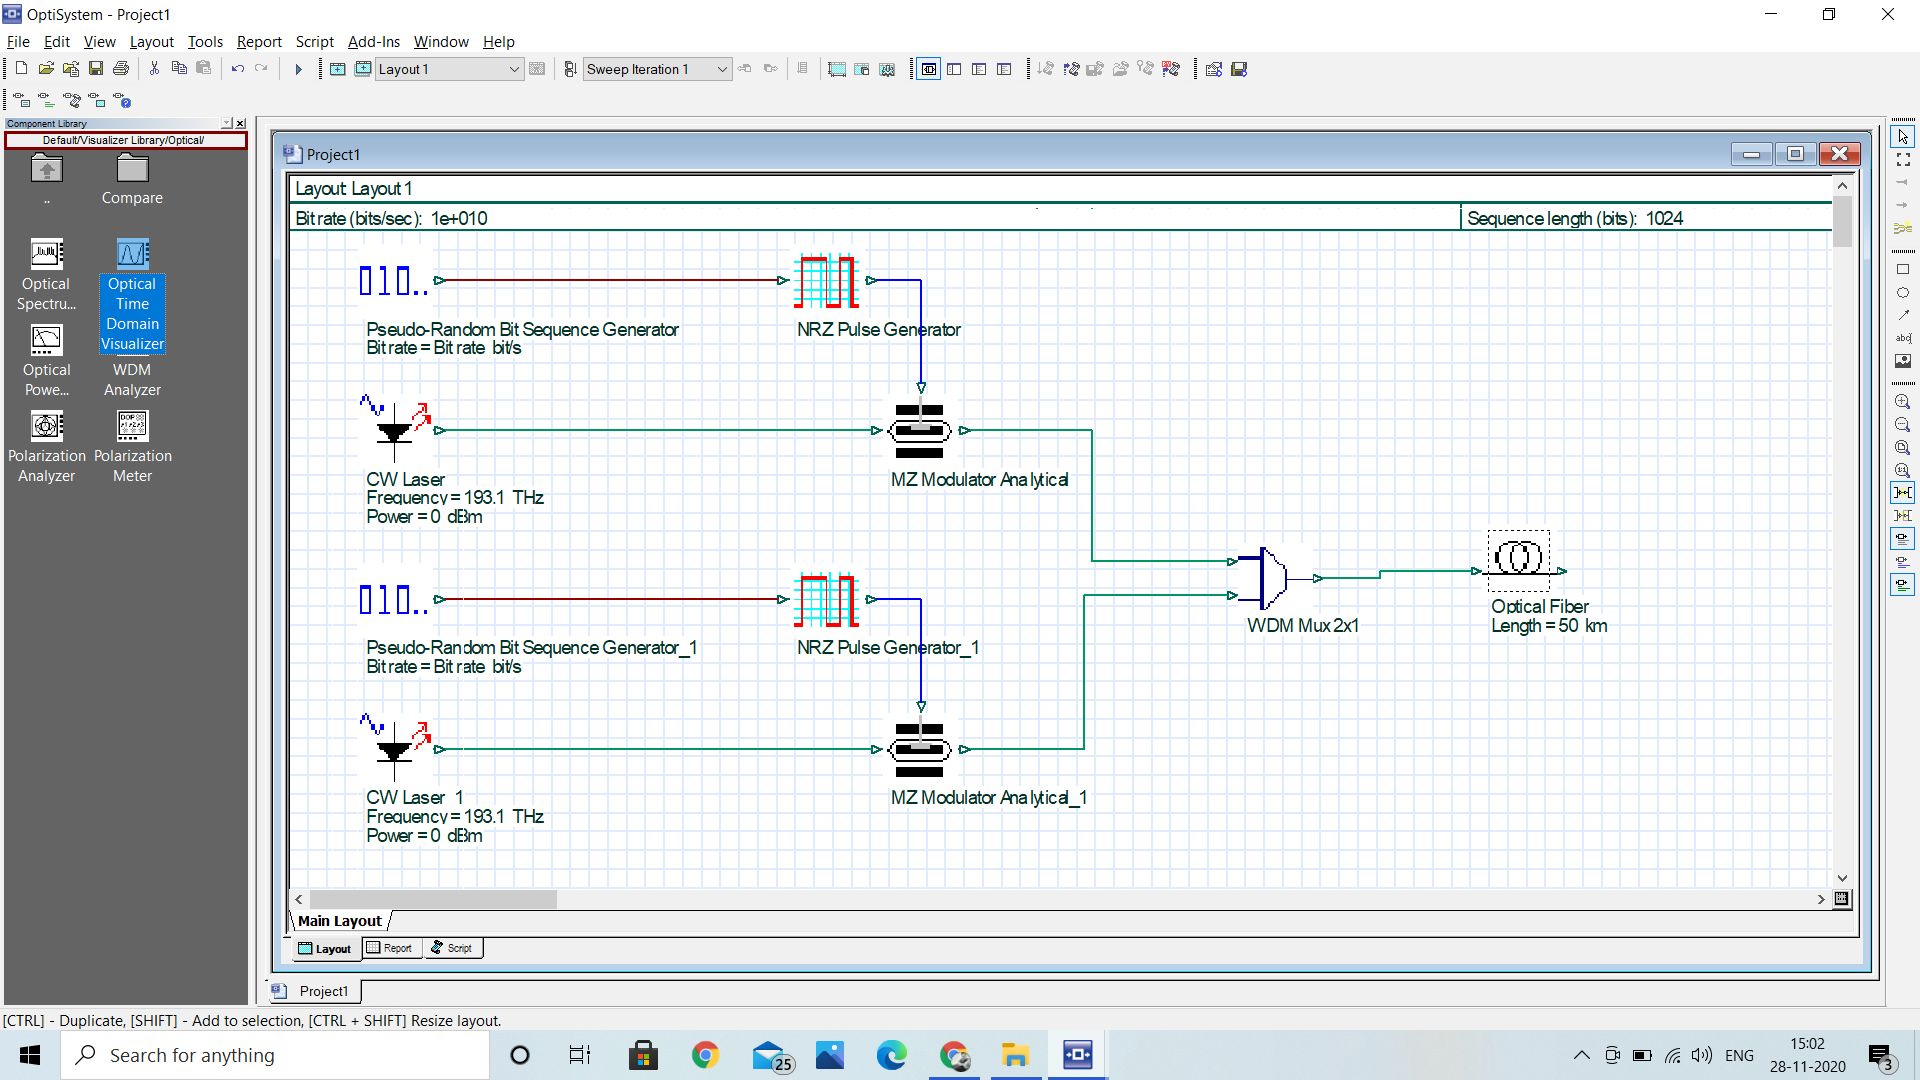 OptiSystem - Project1
File Edit View Layout Tools Report Script Add-Ins Window Help
Layout 1
Sweep Iteration 1
Component Library
Default/Visualizer Library/Optical/
..
Compare
Optical
Spectru...
Optical
Time
Domain
Visualizer
Optical
Powe...
WDM
Analyzer
Polarization
Analyzer
Polarization
Meter
Project1
Layout: Layout 1
Bit rate (bits/sec): 1e+010
Sequence length (bits): 1024
010..
Pseudo-Random Bit Sequence Generator
Bit rate = Bit rate bit/s
NRZ Pulse Generator
CW Laser
Frequency = 193.1 THz
Power = 0 dBm
MZ Modulator Analytical
010..
Pseudo-Random Bit Sequence Generator_1
Bit rate = Bit rate bit/s
NRZ Pulse Generator_1
WDM Mux 2x1
Optical Fiber
Length = 50 km
CW Laser 1
Frequency = 193.1 THz
Power = 0 dBm
MZ Modulator Analytical_1
Main Layout
Layout Report Script
Project1
[CTRL] - Duplicate, [SHIFT] - Add to selection, [CTRL + SHIFT] Resize layout.
Search for anything
25
ENG
15:02
28-11-2020
3